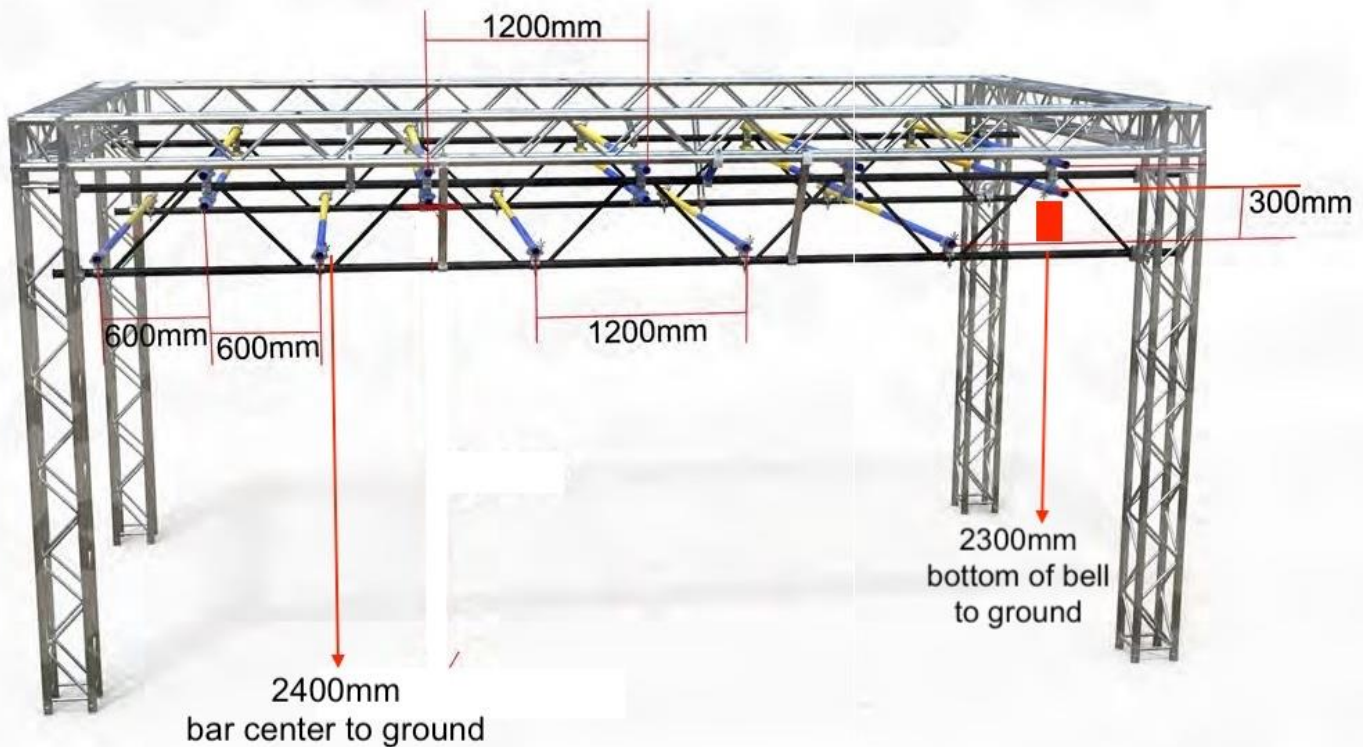 1200mm
300mm
600mm
600mm
1200mm
2300mm
bottom of bell
to ground
2400mm
bar center to ground